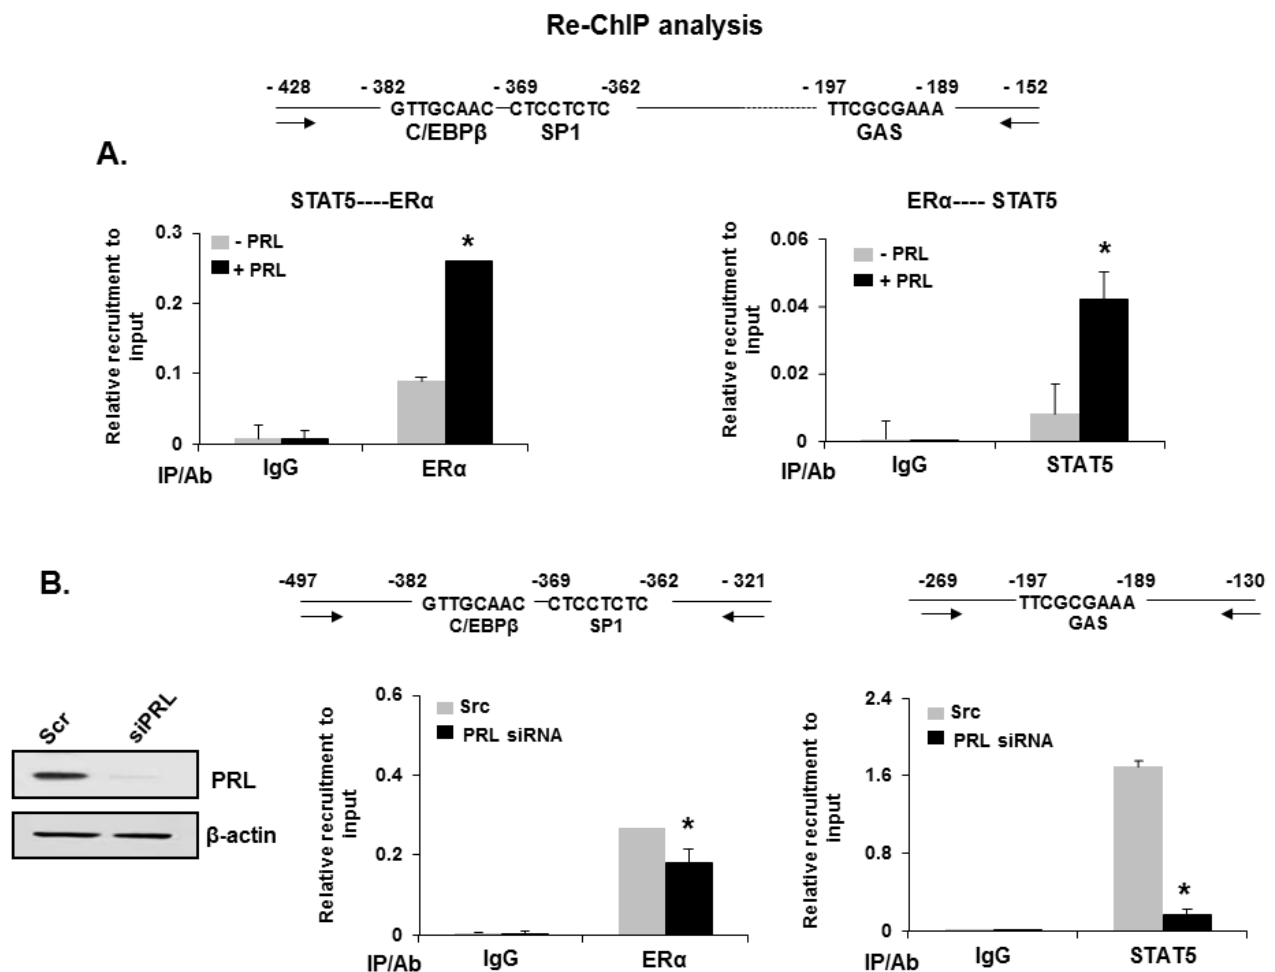 Re-ChIP analysis
- 428 - 382 - 369 -362 - 197 - 189 - 152
GTTGCAAC CTCCTCTC TTCGCGAAA
C/EBPβ SP1 GAS
A.
STAT5----ERα
Relative recruitment to
input
0.3
0.2
0.1
0
- PRL
+ PRL
*
IP/Ab IgG ERα
ERα---- STAT5
Relative recruitment to
input
0.06
0.04
0.02
0
- PRL
+ PRL
*
IP/Ab IgG STAT5
B.
-497 -382 -369 -362 - 321
GTTGCAAC CTCCTCTC
C/EBPβ SP1
-269 -197 -189 -130
TTCGCGAAA
GAS
Scr siPRL
PRL
β-actin
Relative recruitment to
input
0.6
0.4
0.2
0
Src
PRL siRNA
*
IP/Ab IgG ERα
Relative recruitment to
input
2.4
1.6
0.8
0
Src
PRL siRNA
*
IP/Ab IgG STAT5